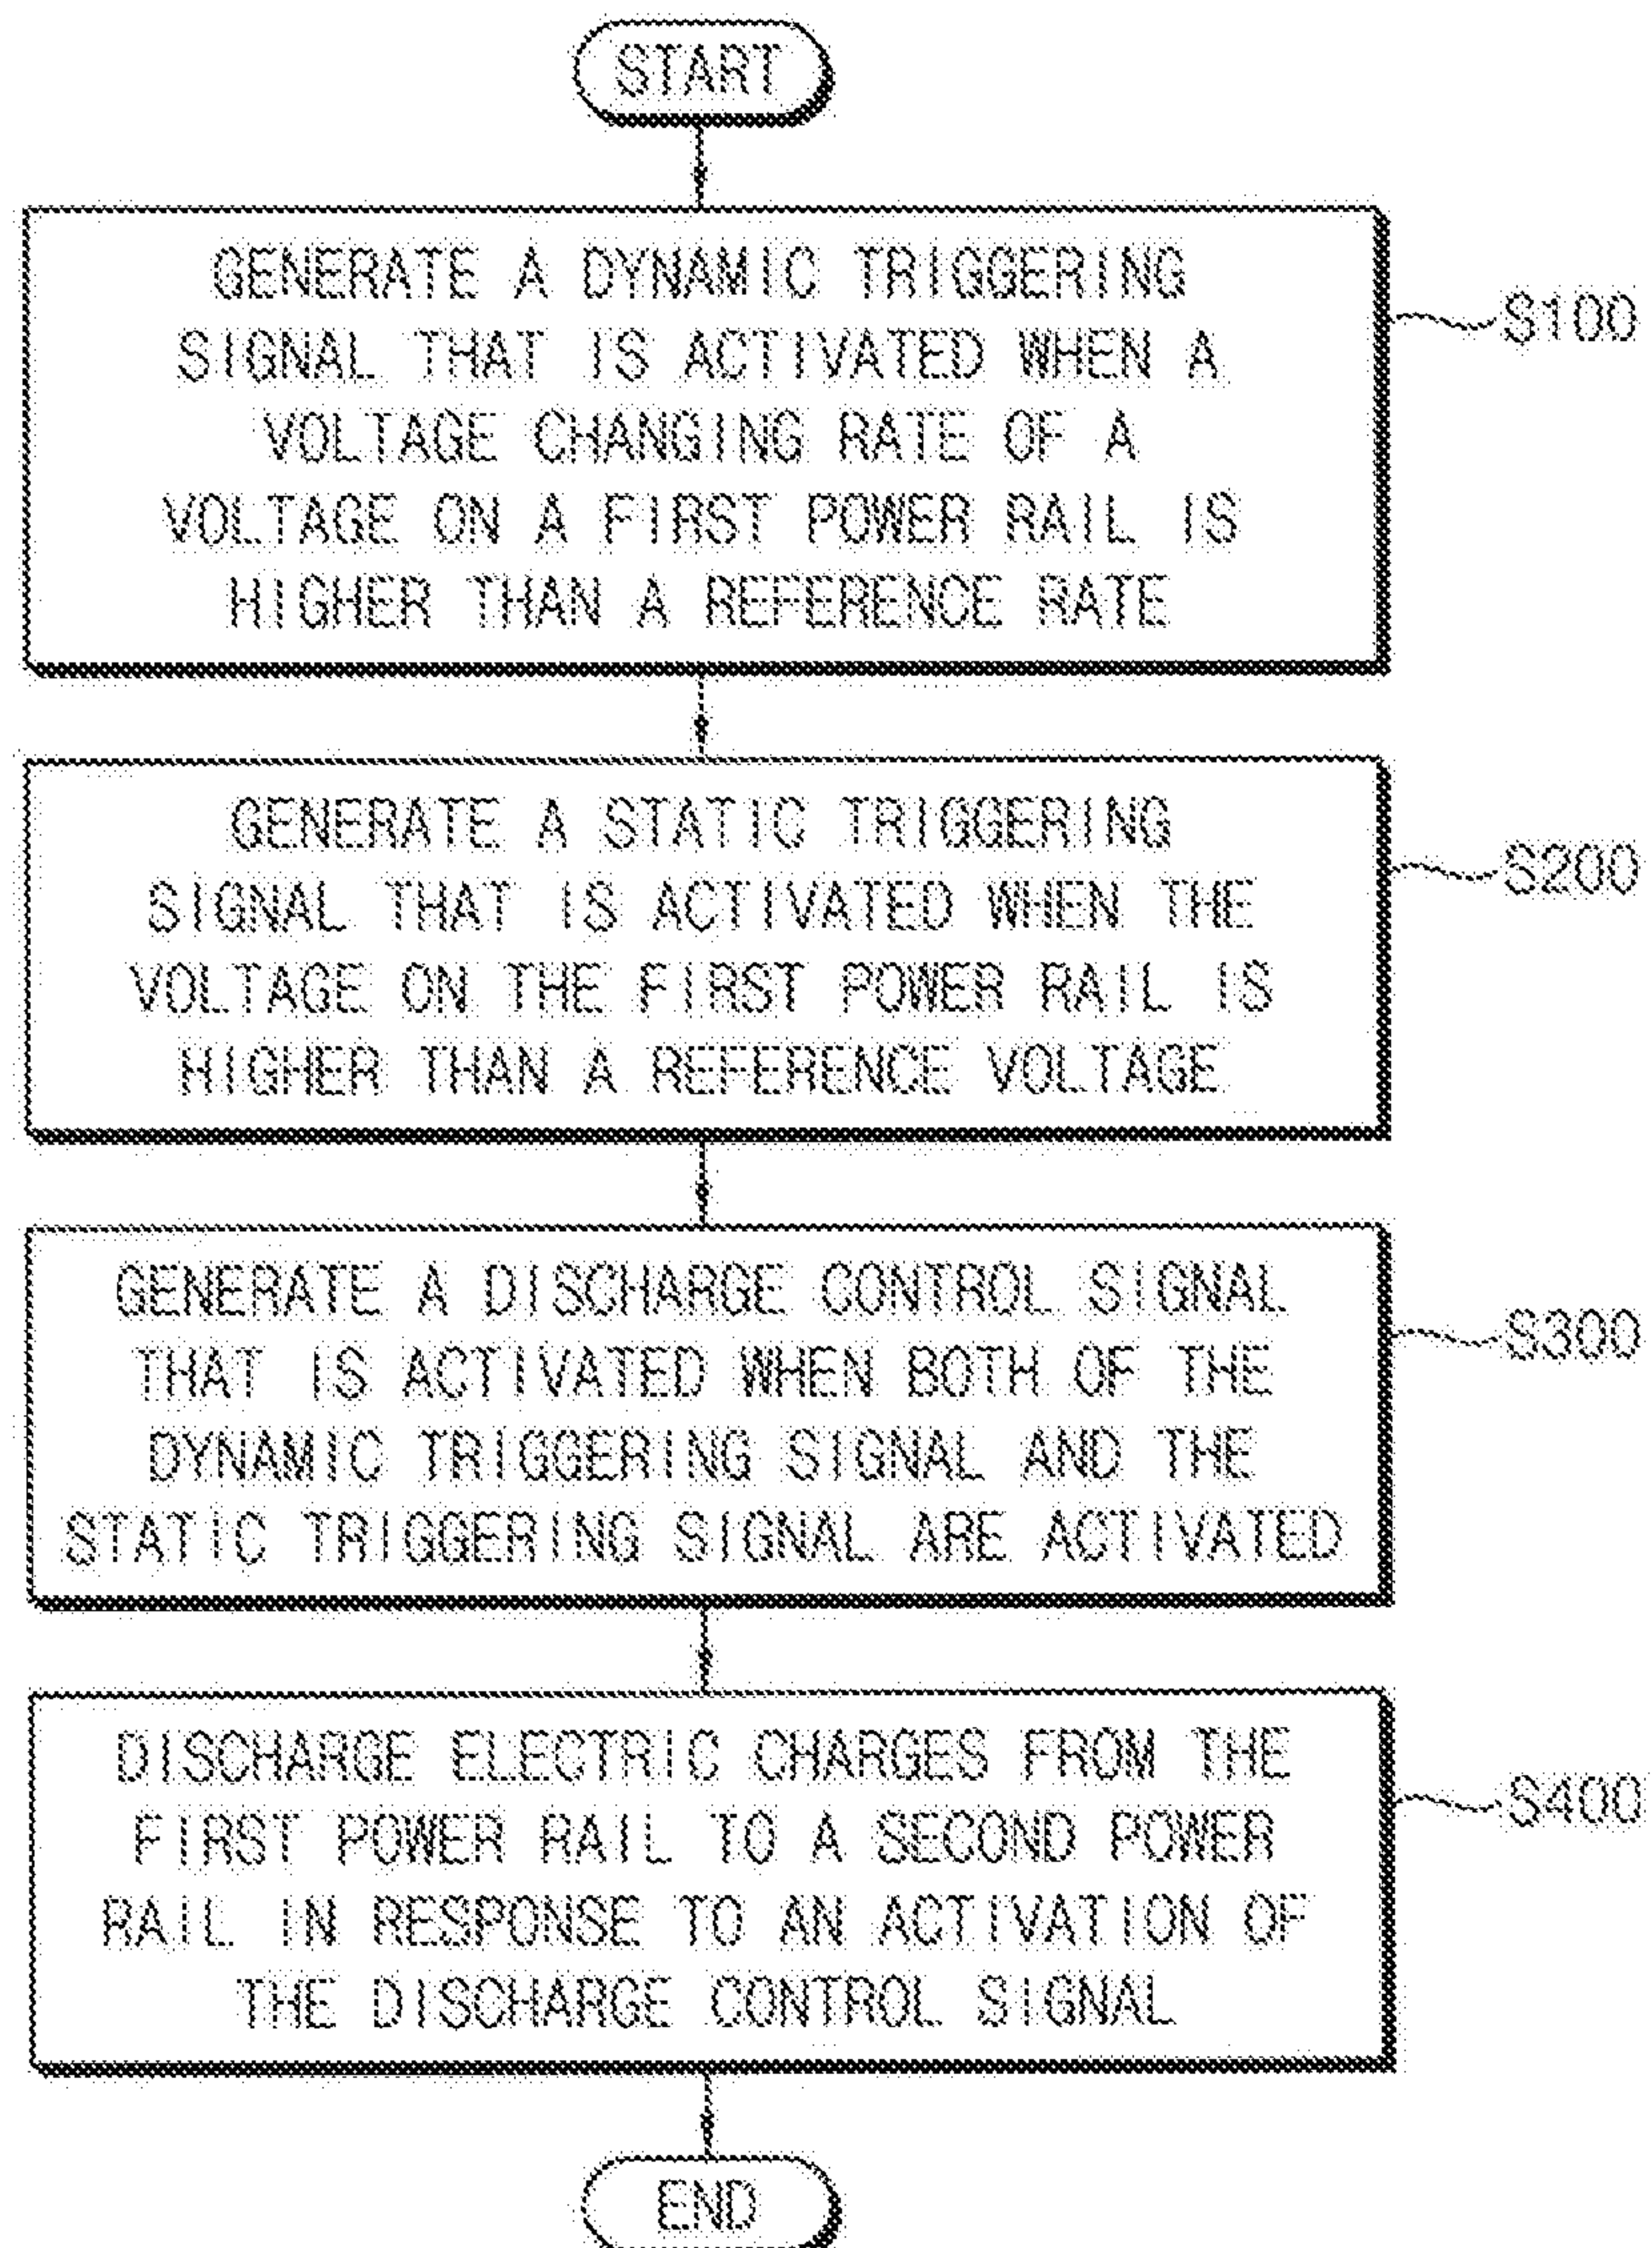 START
GENERATE A DYNAMIC TRIGGERING
SIGNAL THAT IS ACTIVATED WHEN A
VOLTAGE CHANGING RATE OF A
VOLTAGE ON A FIRST POWER RAIL IS
HIGHER THAN A REFERENCE RATE
S100
GENERATE A STATIC TRIGGERING
SIGNAL THAT IS ACTIVATED WHEN THE
VOLTAGE ON THE FIRST POWER RAIL IS
HIGHER THAN A REFERENCE VOLTAGE
S200
GENERATE A DISCHARGE CONTROL SIGNAL
THAT IS ACTIVATED WHEN BOTH OF THE
DYNAMIC TRIGGERING SIGNAL AND THE
STATIC TRIGGERING SIGNAL ARE ACTIVATED
S300
DISCHARGE ELECTRIC CHARGES FROM THE
FIRST POWER RAIL TO A SECOND POWER
RAIL IN RESPONSE TO AN ACTIVATION OF
THE DISCHARGE CONTROL SIGNAL
S400
END